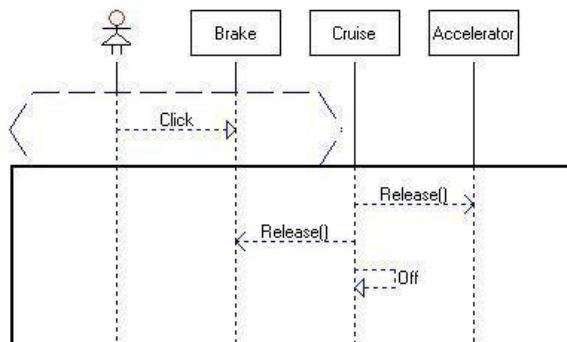 Brake
Cruise
Accelerator
Click
Release()
Release()
Off